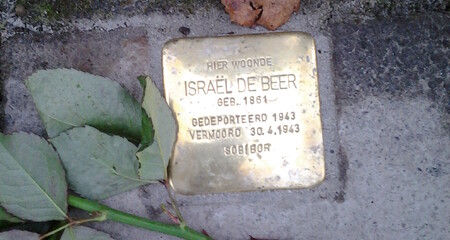 HIER WOONDE
ISRAËL DE BEER
GEB. 1861
GEDEPORTEERD 1943
VERMOORD 30.4.1943
SOBIBOR